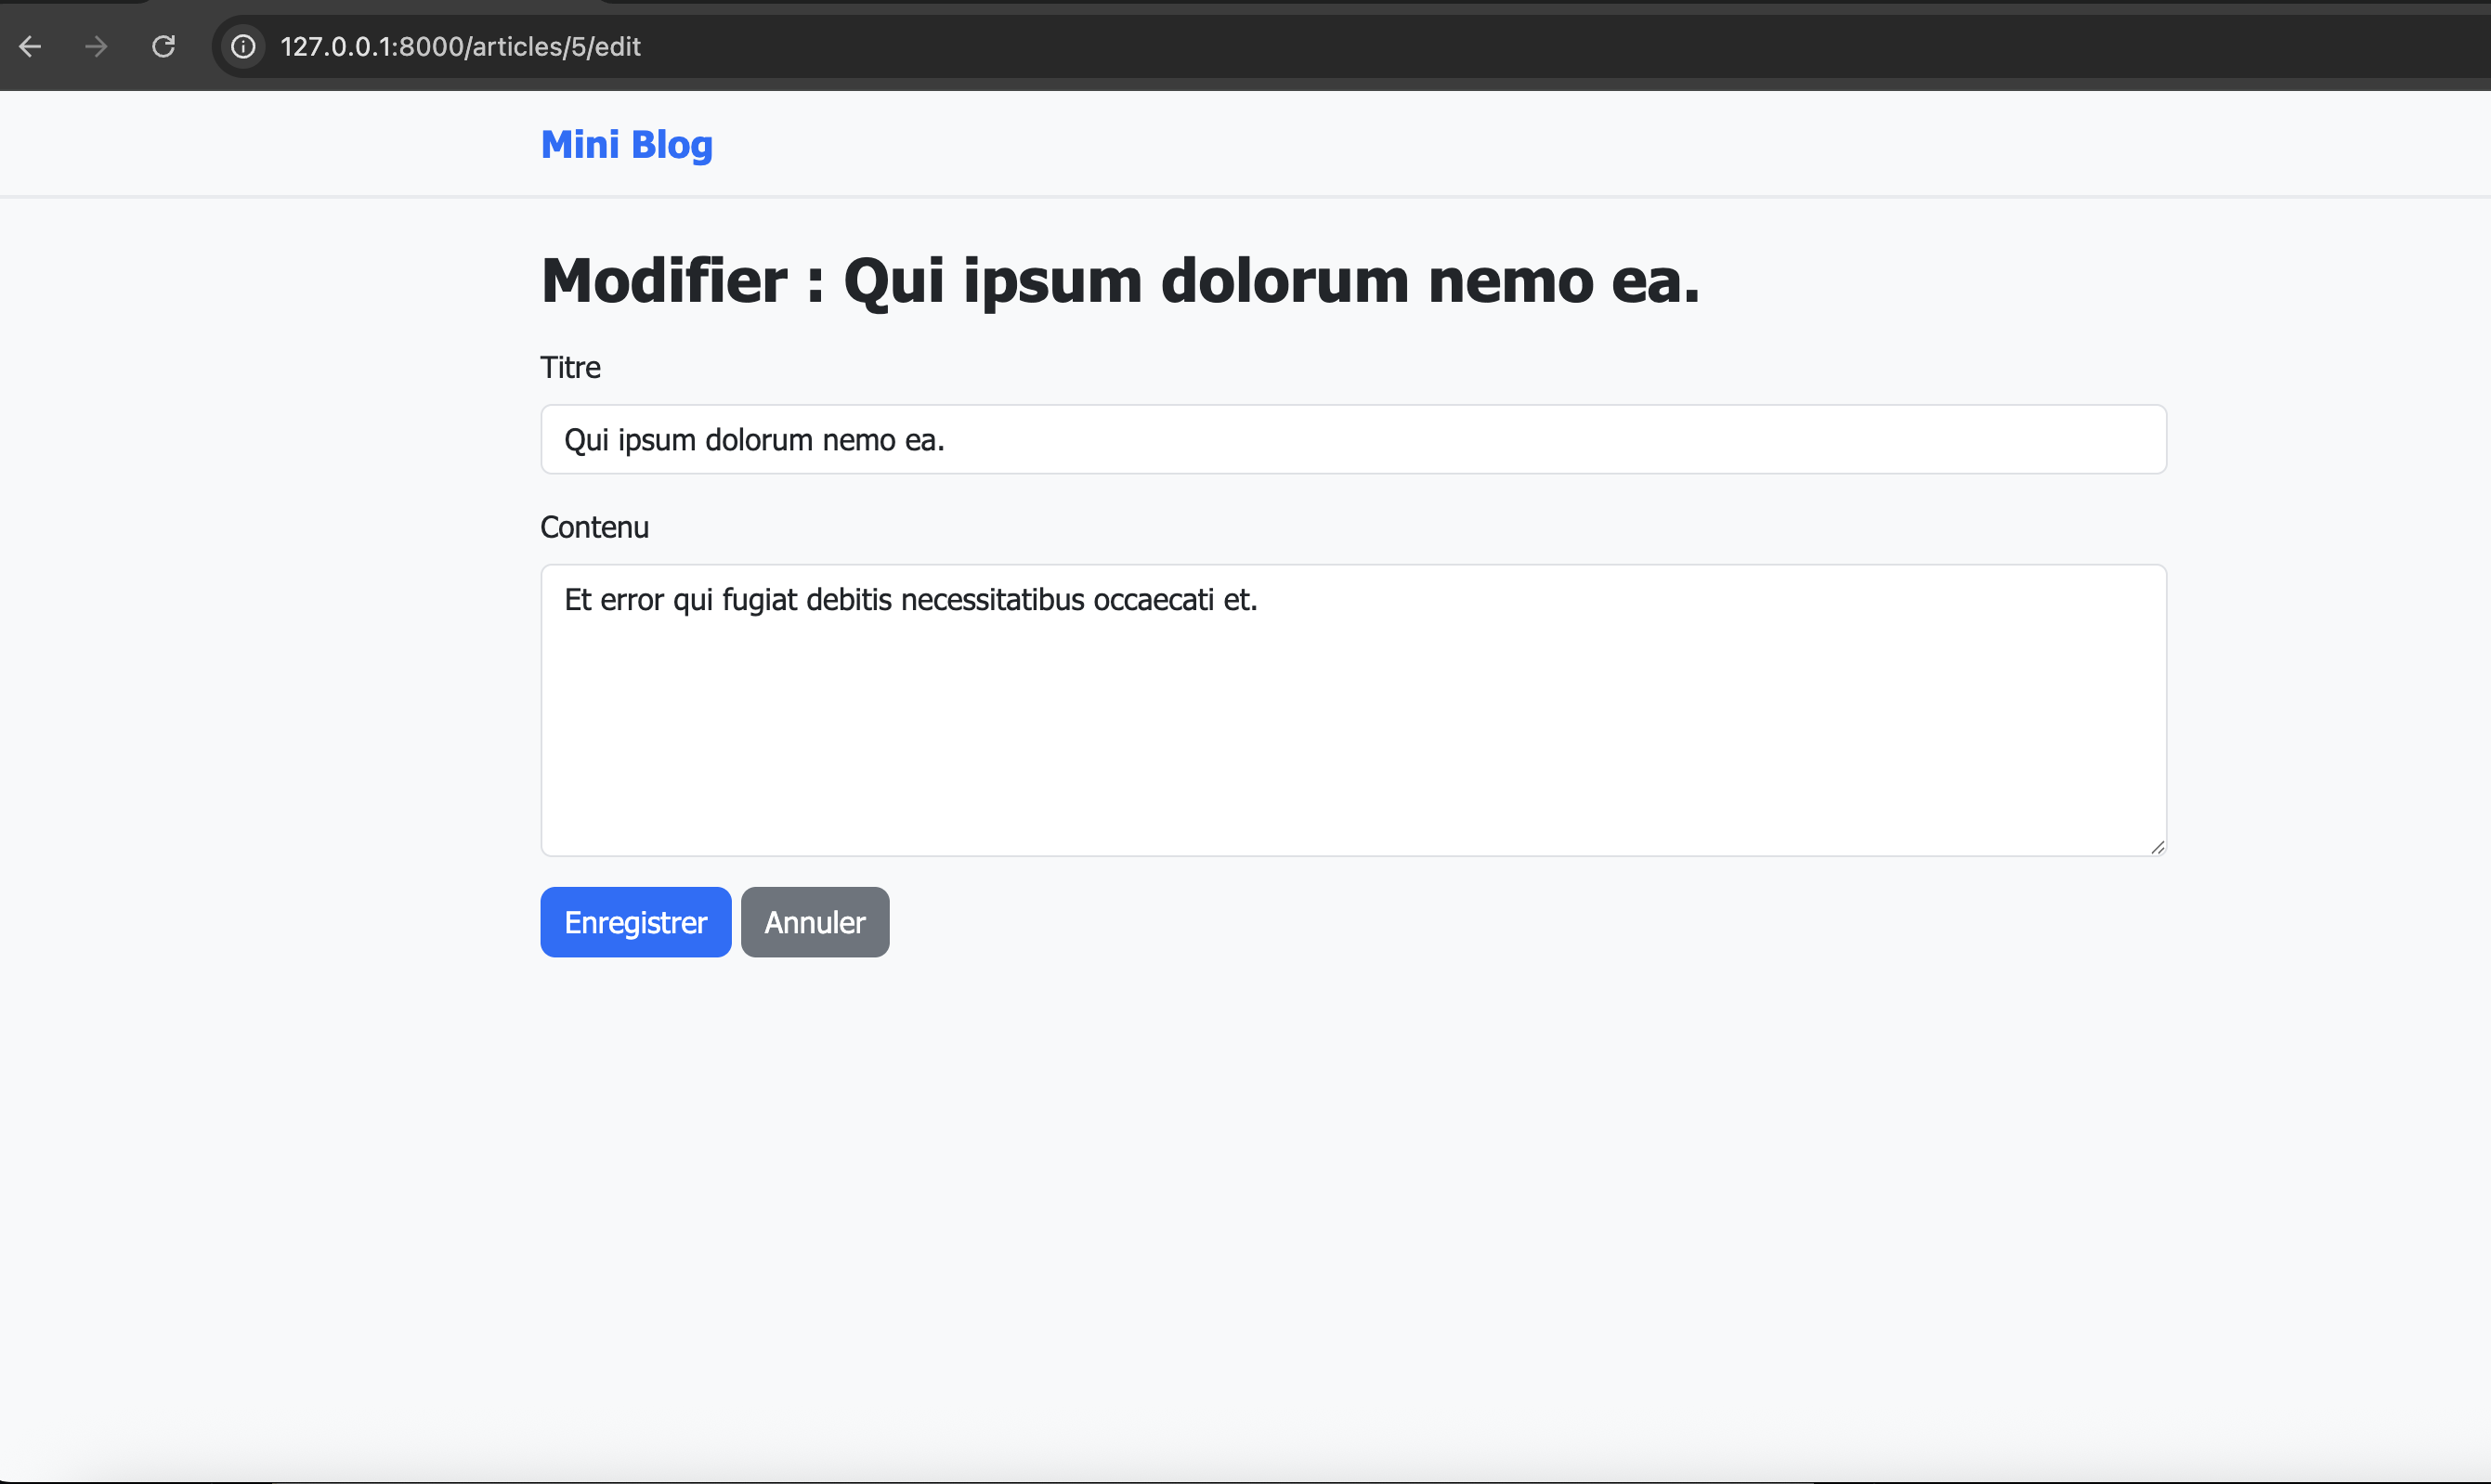 127.0.0.1:8000/articles/5/edit
Mini Blog
Modifier : Qui ipsum dolorum nemo ea.
Titre
Qui ipsum dolorum nemo ea.
Contenu
Et error qui fugiat debitis necessitatibus occaecati et.
Enregistrer Annuler